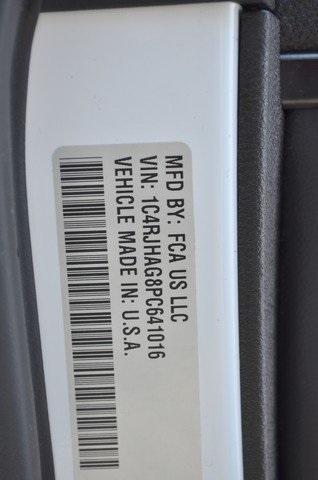 MFD BY: FCA US LLC
VIN: 1C4RJHAG8PC641016
VEHICLE MADE IN: U.S.A.